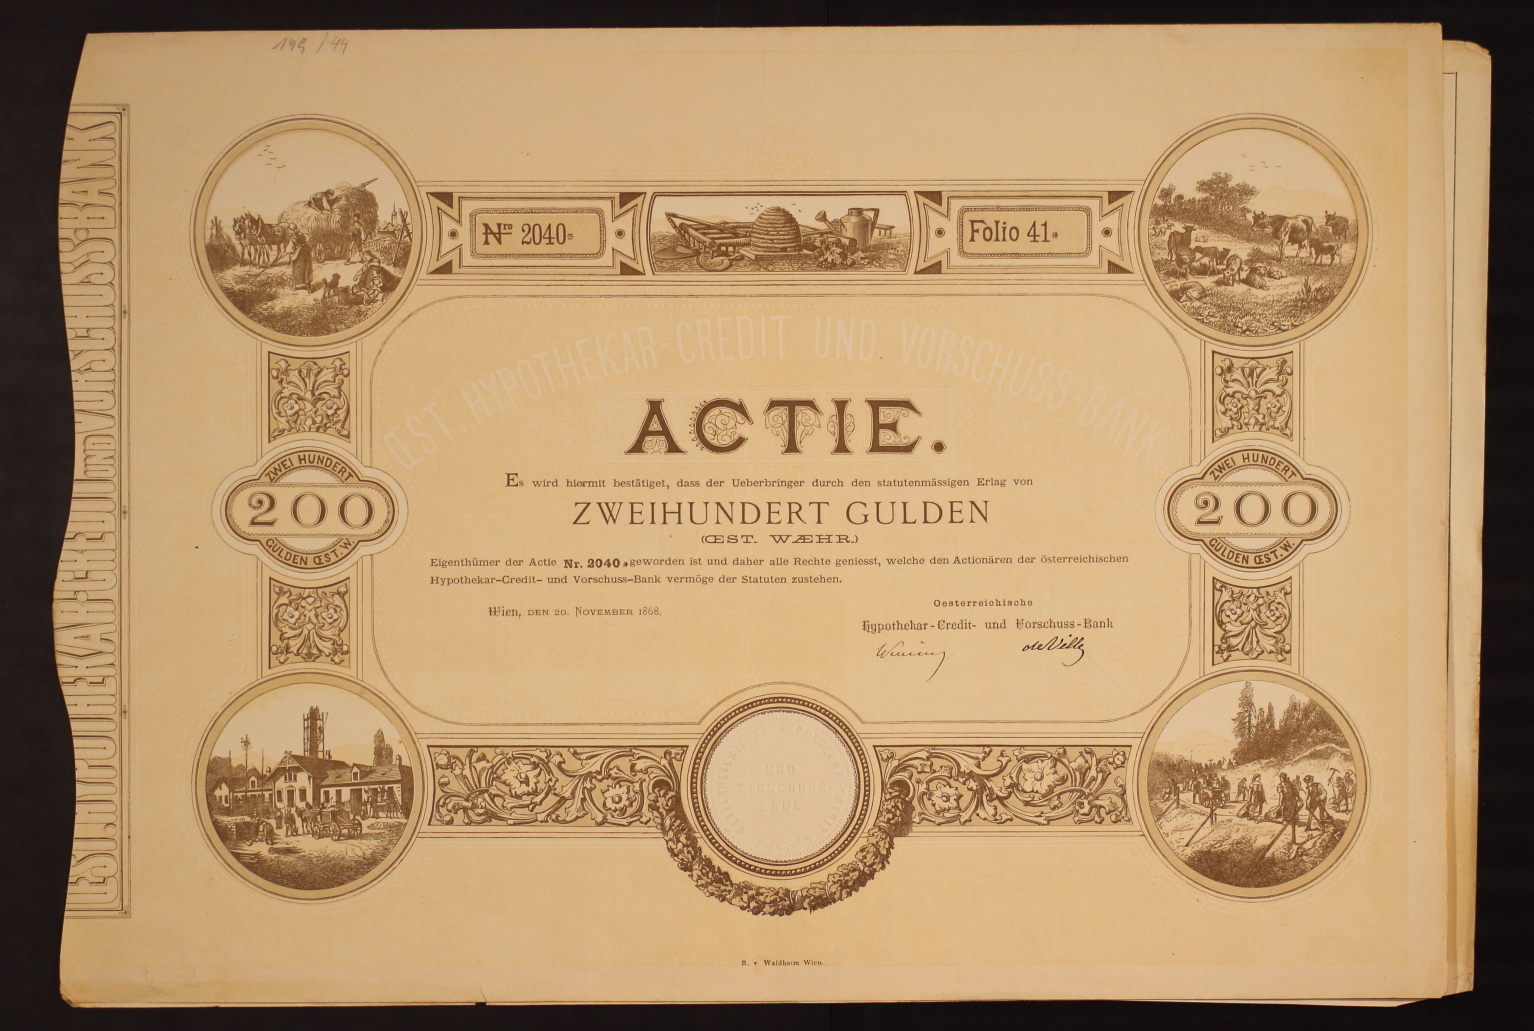 149/44
ŒST. HYPOTHEKAR-CREDIT UND VORSCHUSS-BANK
Nro 2040*
Folio 41*
ŒST. HYPOTHEKAR-CREDIT UND VORSCHUSS-BANK
ACTIE.
Es wird hiermit bestätiget, dass der Ueberbringer durch den statutenmässigen Erlag von
ZWEIHUNDERT GULDEN
(ŒST. WÆHR.)
Eigenthümer der Actie Nr. 2040* geworden ist und daher alle Rechte geniesst, welche den Actionären der österreichischen
Hypothekar-Credit- und Vorschuss-Bank vermöge der Statuten zustehen.
Wien, DEN 20. NOVEMBER 1868.
Oesterreichische
Hypothekar-Credit- und Vorschuss-Bank
de Ville
ZWEI HUNDERT
200
GULDEN ŒST. W.
ZWEI HUNDERT
200
GULDEN ŒST. W.
UND
VORSCHUSS-
BANK
R. v Waldheim Wien.